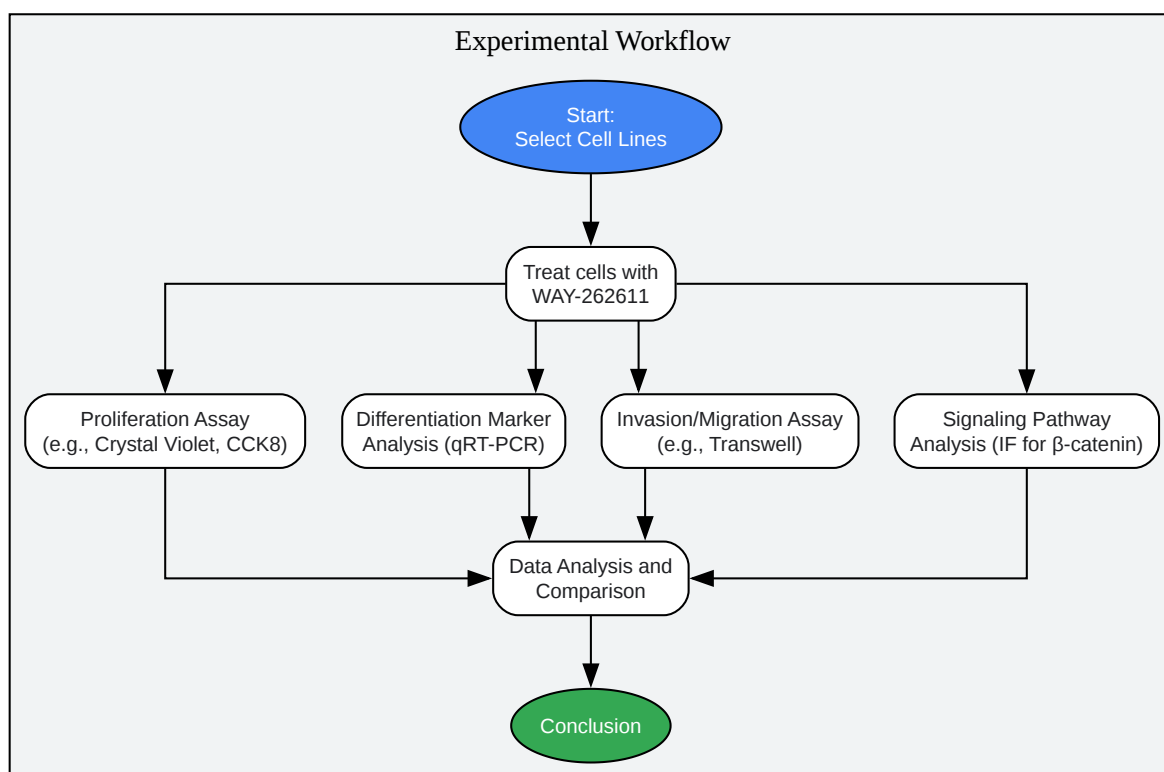 Experimental Workflow
Start:
Select Cell Lines
Treat cells with
WAY-262611
Proliferation Assay
(e.g., Crystal Violet, CCK8)
Differentiation Marker
Analysis (qRT-PCR)
Invasion/Migration Assay
(e.g., Transwell)
Signaling Pathway
Analysis (IF for β-catenin)
Data Analysis and
Comparison
Conclusion